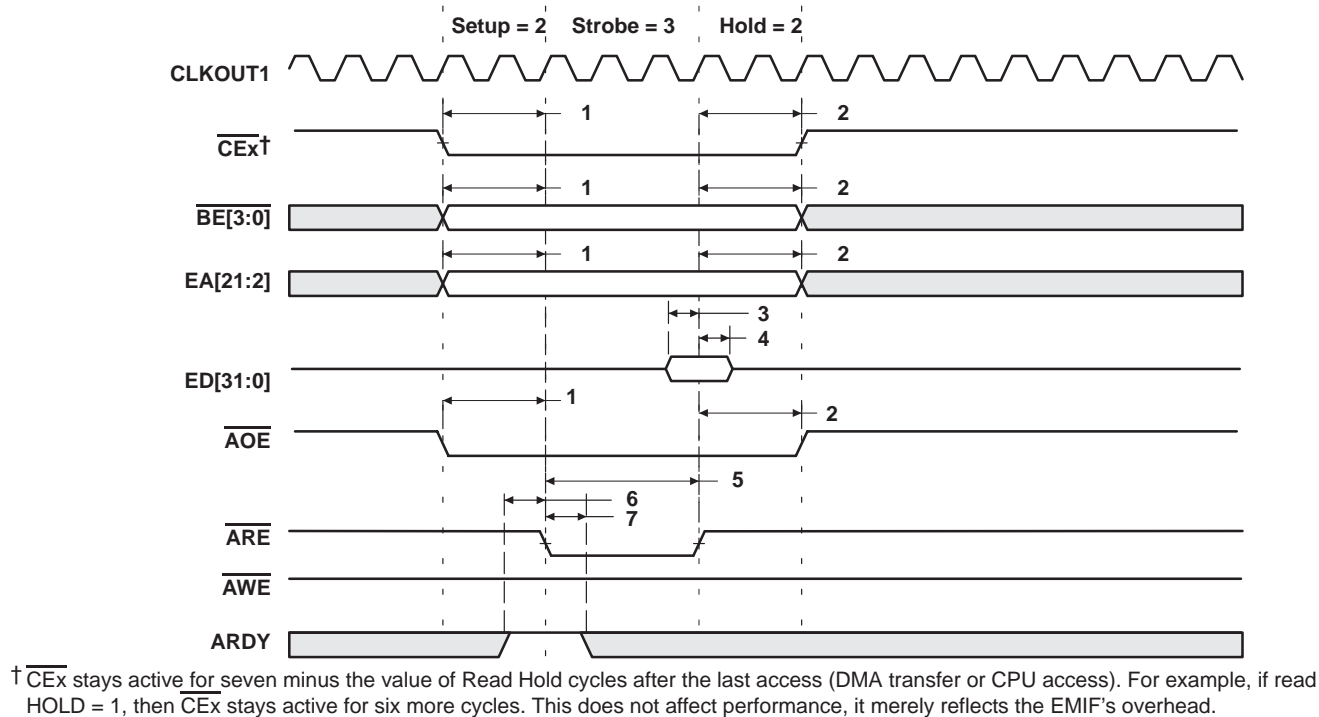 Setup = 2 Strobe = 3 Hold = 2
CLKOUT1
1 2
CEx†
1 2
BE[3:0]
1 2
EA[21:2]
3
4
ED[31:0]
1
2
AOE
5
6
7
ARE
AWE
ARDY
† CEx stays active for seven minus the value of Read Hold cycles after the last access (DMA transfer or CPU access). For example, if read
HOLD = 1, then CEx stays active for six more cycles. This does not affect performance, it merely reflects the EMIF's overhead.